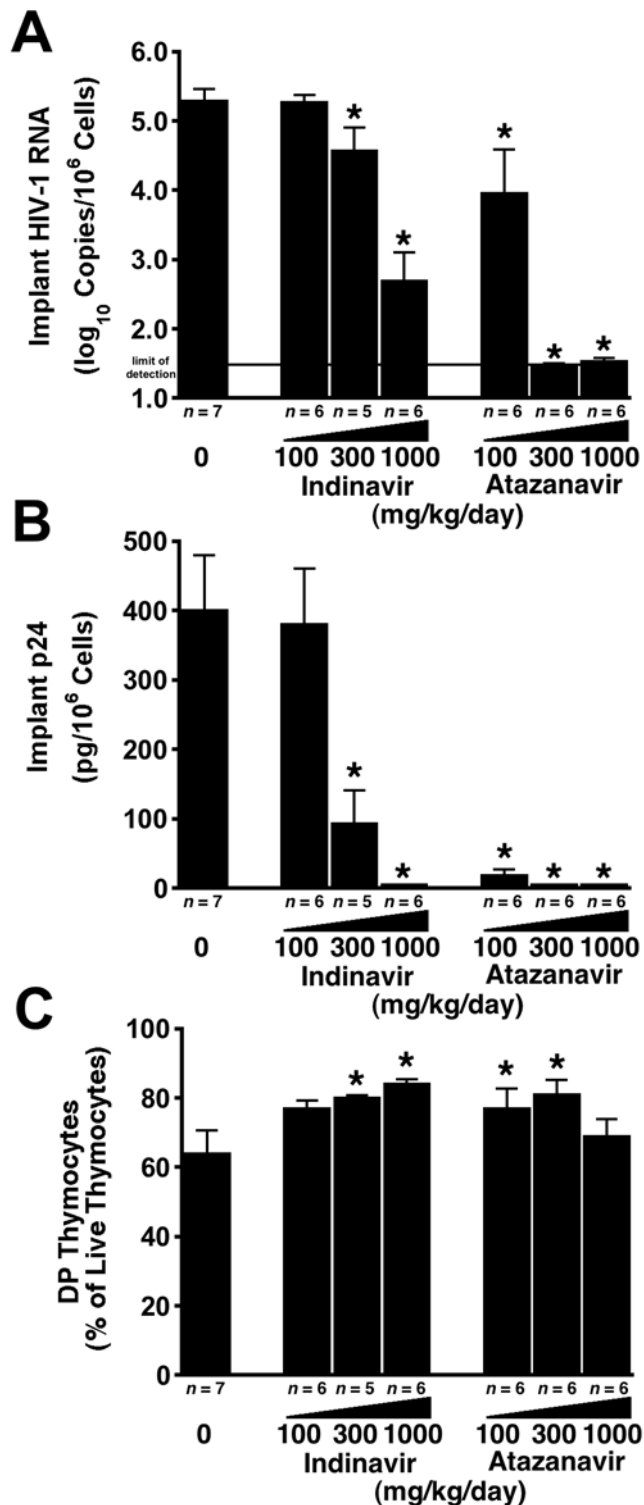 A
Implant HIV-1 RNA
(log10 Copies/10^6 Cells)
6.0
5.0
4.0
3.0
2.0
1.0
limit of
detection
* * * * *
n = 7 n = 6 n = 5 n = 6 n = 6 n = 6 n = 6
0 100 300 1000 100 300 1000
Indinavir Atazanavir
(mg/kg/day)
B
Implant p24
(pg/10^6 Cells)
500
400
300
200
100
0
* * * * *
n = 7 n = 6 n = 5 n = 6 n = 6 n = 6 n = 6
0 100 300 1000 100 300 1000
Indinavir Atazanavir
(mg/kg/day)
C
DP Thymocytes
(% of Live Thymocytes)
100
80
60
40
20
0
* * * *
n = 7 n = 6 n = 5 n = 6 n = 6 n = 6 n = 6
0 100 300 1000 100 300 1000
Indinavir Atazanavir
(mg/kg/day)